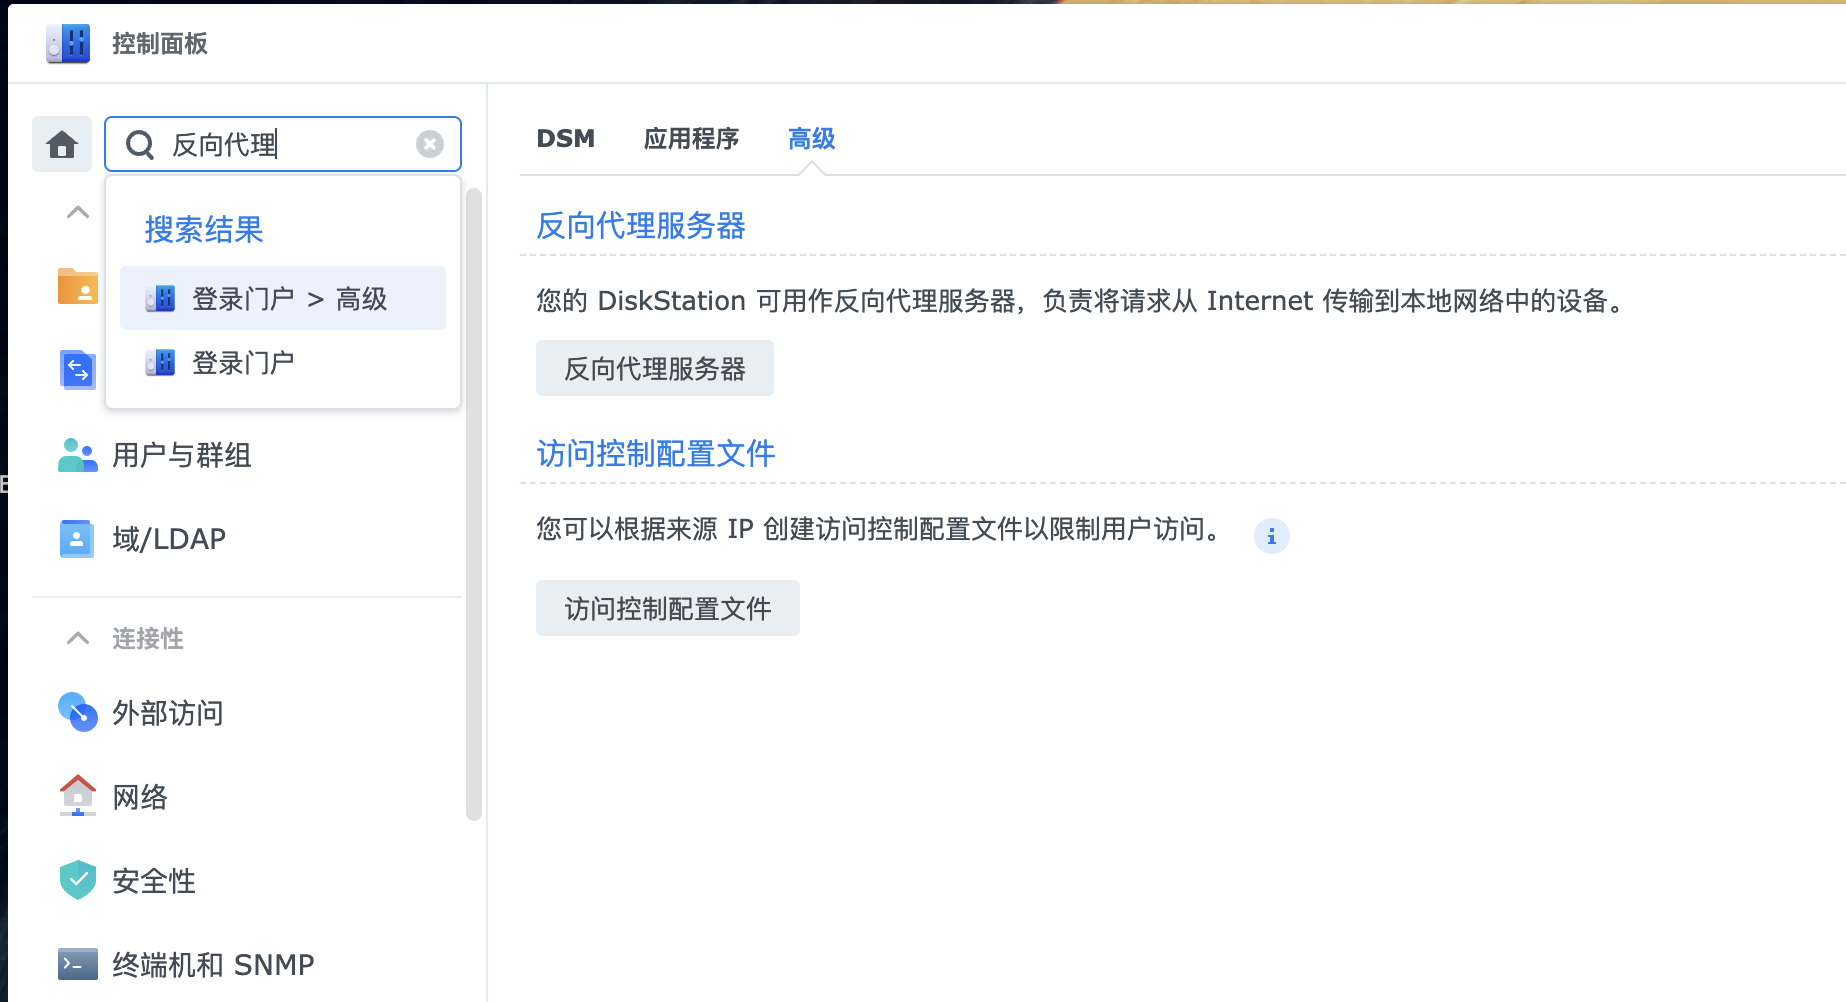 控制面板
反向代理
搜索结果
登录门户 > 高级
登录门户
用户与群组
域/LDAP
连接性
外部访问
网络
安全性
终端机和 SNMP
DSM 应用程序 高级
反向代理服务器
您的 DiskStation 可用作反向代理服务器，负责将请求从 Internet 传输到本地网络中的设备。
反向代理服务器
访问控制配置文件
您可以根据来源 IP 创建访问控制配置文件以限制用户访问。
访问控制配置文件